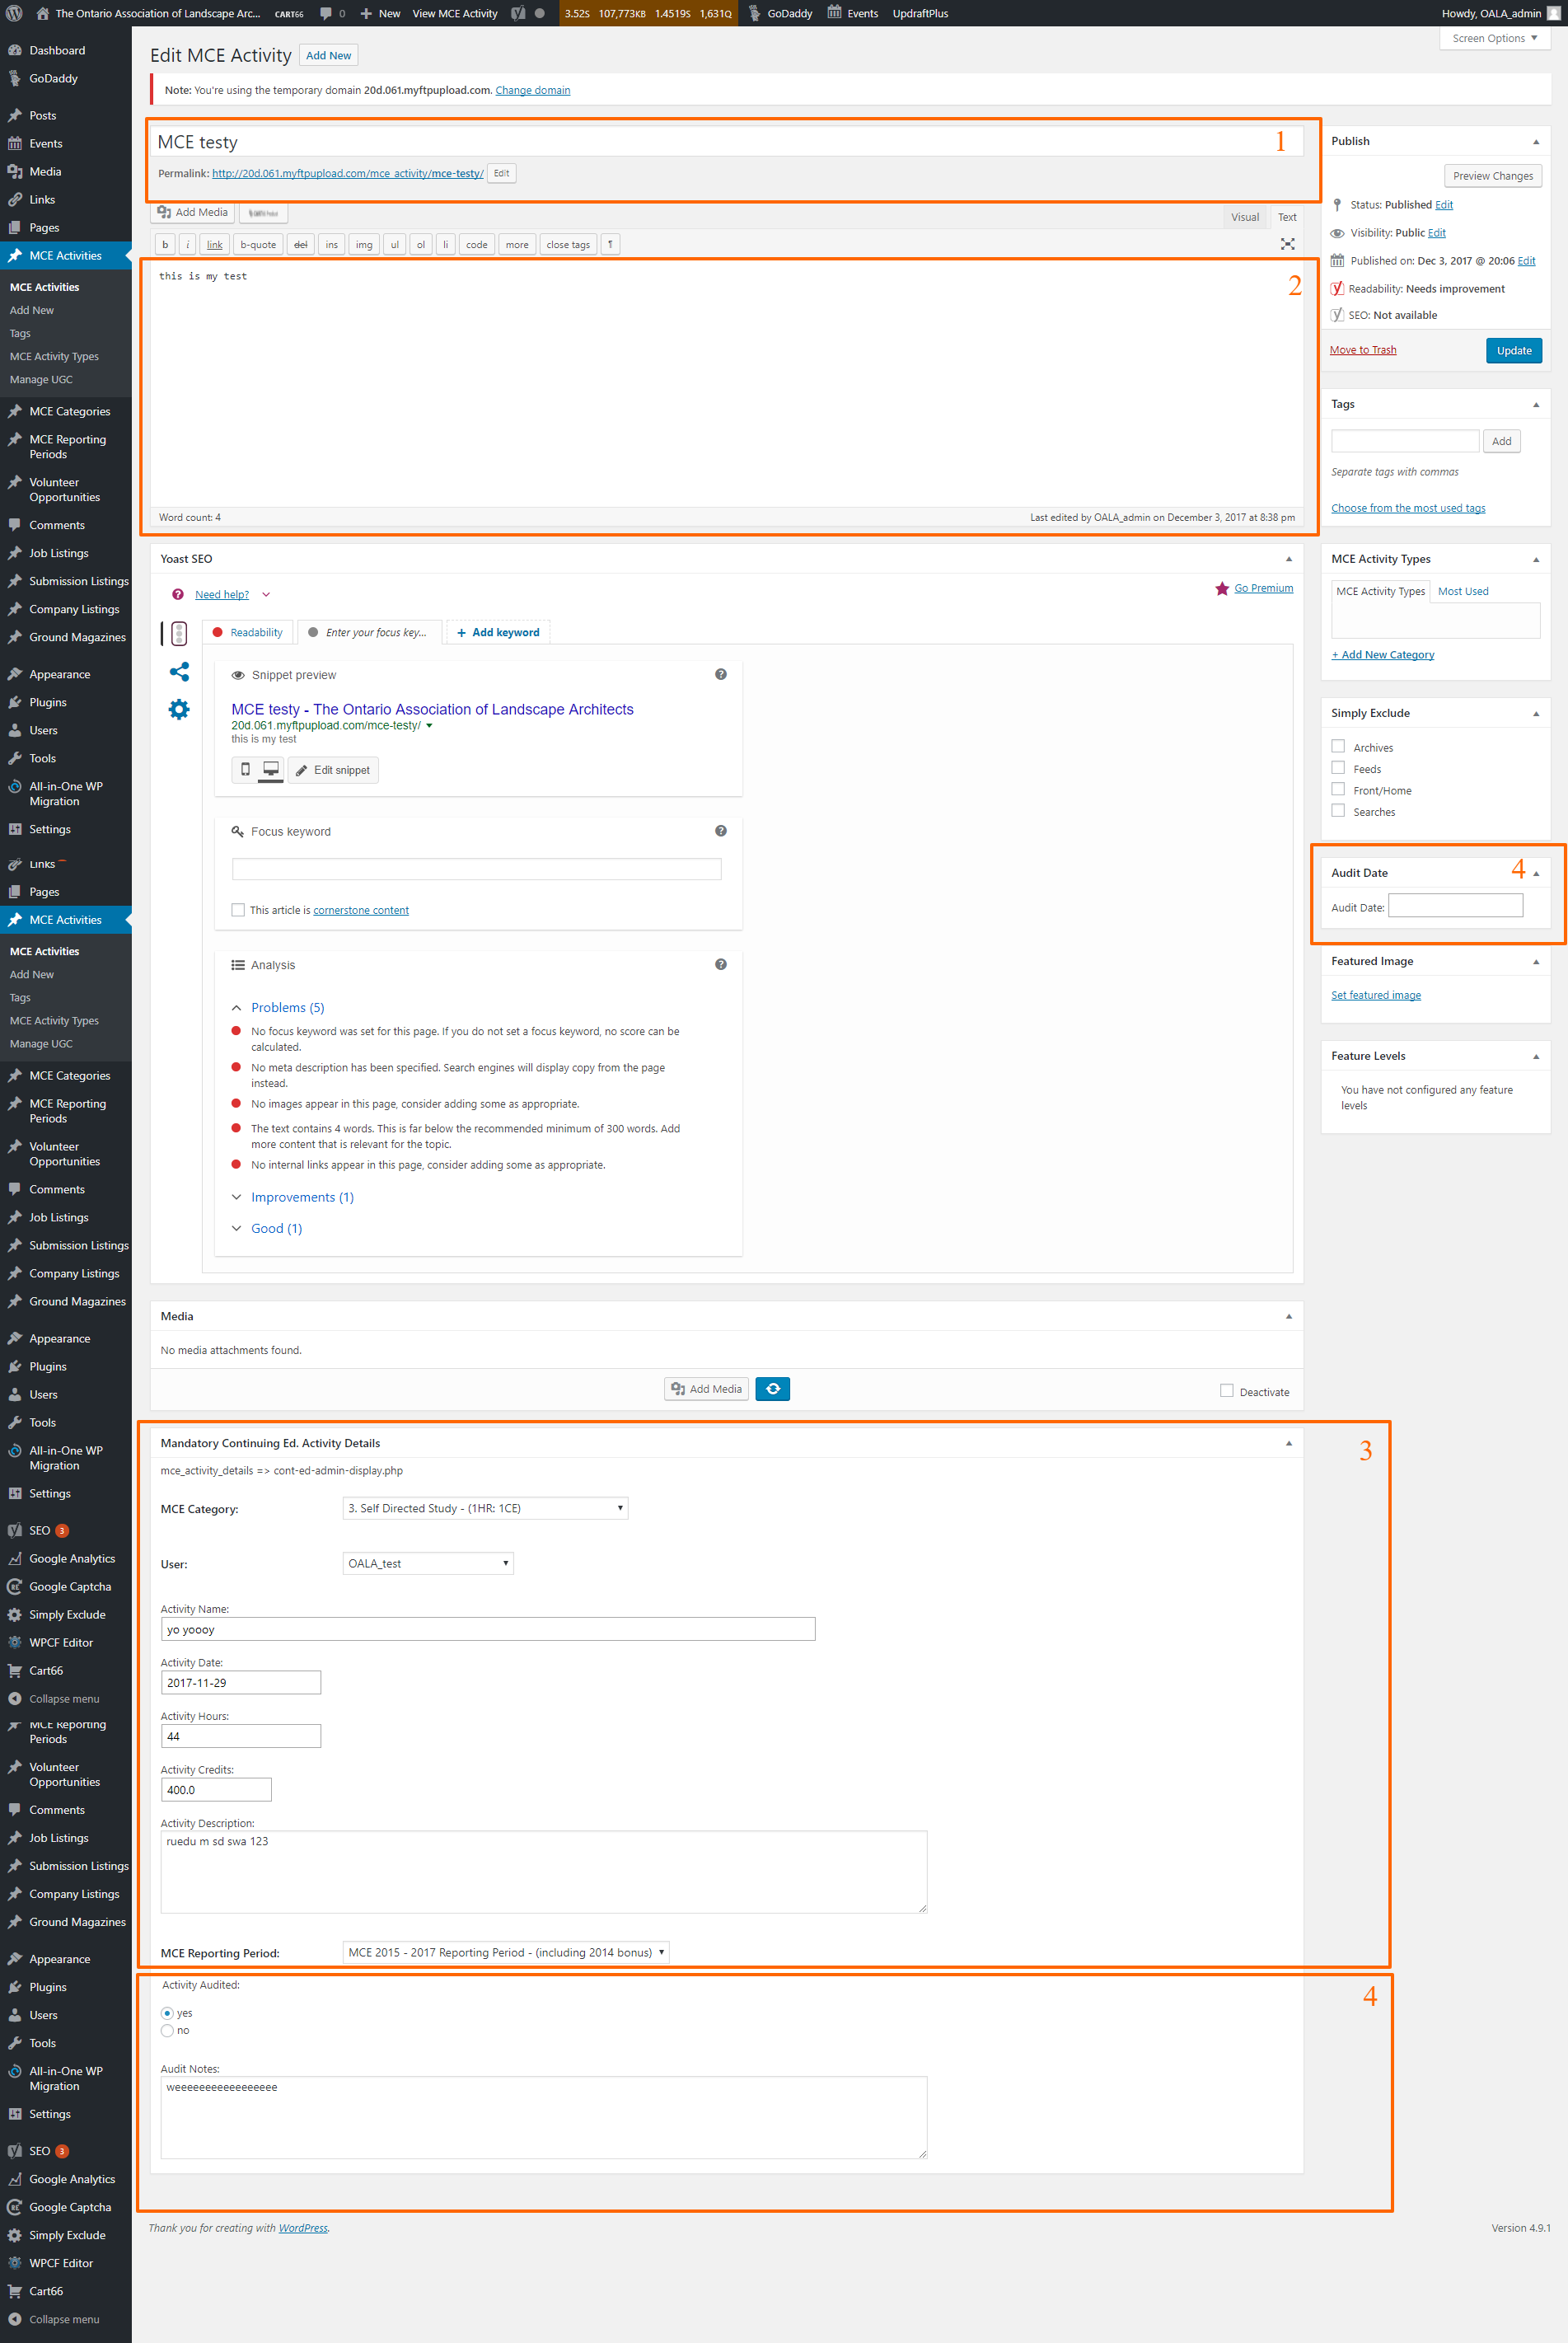 The Ontario Association of Landscape Arc... CART66 0 New View MCE Activity 3.52S 107,773KB 1.4519S 1,631Q GoDaddy Events UpdraftPlus Howdy, OALA_admin
Screen Options
Dashboard
GoDaddy
Posts
Events
Media
Links
Pages
MCE Activities
MCE Activities
Add New
Tags
MCE Activity Types
Manage UGC
MCE Categories
MCE Reporting
Periods
Volunteer
Opportunities
Comments
Job Listings
Submission Listings
Company Listings
Ground Magazines
Appearance
Plugins
Users
Tools
All-in-One WP
Migration
Settings
Links
Pages
MCE Activities
MCE Activities
Add New
Tags
MCE Activity Types
Manage UGC
MCE Categories
MCE Reporting
Periods
Volunteer
Opportunities
Comments
Job Listings
Submission Listings
Company Listings
Ground Magazines
Appearance
Plugins
Users
Tools
All-in-One WP
Migration
Settings
SEO 3
Google Analytics
Google Captcha
Simply Exclude
WPCF Editor
Cart66
Collapse menu
MCE Reporting
Periods
Volunteer
Opportunities
Comments
Job Listings
Submission Listings
Company Listings
Ground Magazines
Appearance
Plugins
Users
Tools
All-in-One WP
Migration
Settings
SEO 3
Google Analytics
Google Captcha
Simply Exclude
WPCF Editor
Cart66
Collapse menu
Edit MCE Activity Add New
Note: You're using the temporary domain 20d.061.myftpupload.com. Change domain
MCE testy 1
Permalink: http://20d.061.myftpupload.com/mce_activity/mce-testy/ Edit
Add Media
Visual Text
b i link b-quote del ins img ul ol li code more close tags ¶
this is my test
2
Word count: 4 Last edited by OALA_admin on December 3, 2017 at 8:38 pm
Yoast SEO
Need help? Go Premium
Readability Enter your focus key... + Add keyword
Snippet preview
MCE testy - The Ontario Association of Landscape Architects
20d.061.myftpupload.com/mce-testy/
this is my test
Edit snippet
Focus keyword
This article is cornerstone content
Analysis
Problems (5)
No focus keyword was set for this page. If you do not set a focus keyword, no score can be
calculated.
No meta description has been specified. Search engines will display copy from the page
instead.
No images appear in this page, consider adding some as appropriate.
The text contains 4 words. This is far below the recommended minimum of 300 words. Add
more content that is relevant for the topic.
No internal links appear in this page, consider adding some as appropriate.
Improvements (1)
Good (1)
Media
No media attachments found.
Add Media Deactivate
Mandatory Continuing Ed. Activity Details
3
mce_activity_details => cont-ed-admin-display.php
MCE Category: 3. Self Directed Study - (1HR: 1CE)
User: OALA_test
Activity Name:
yo yoooy
Activity Date:
2017-11-29
Activity Hours:
44
Activity Credits:
400.0
Activity Description:
ruedu m sd swa 123
MCE Reporting Period: MCE 2015 - 2017 Reporting Period - (including 2014 bonus)
Activity Audited:
4
yes
no
Audit Notes:
weeeeeeeeeeeeeeeee
Thank you for creating with WordPress. Version 4.9.1
Publish
Preview Changes
Status: Published Edit
Visibility: Public Edit
Published on: Dec 3, 2017 @ 20:06 Edit
Readability: Needs improvement
SEO: Not available
Move to Trash Update
Tags
Add
Separate tags with commas
Choose from the most used tags
MCE Activity Types
MCE Activity Types Most Used
+ Add New Category
Simply Exclude
Archives
Feeds
Front/Home
Searches
Audit Date 4
Audit Date:
Featured Image
Set featured image
Feature Levels
You have not configured any feature
levels